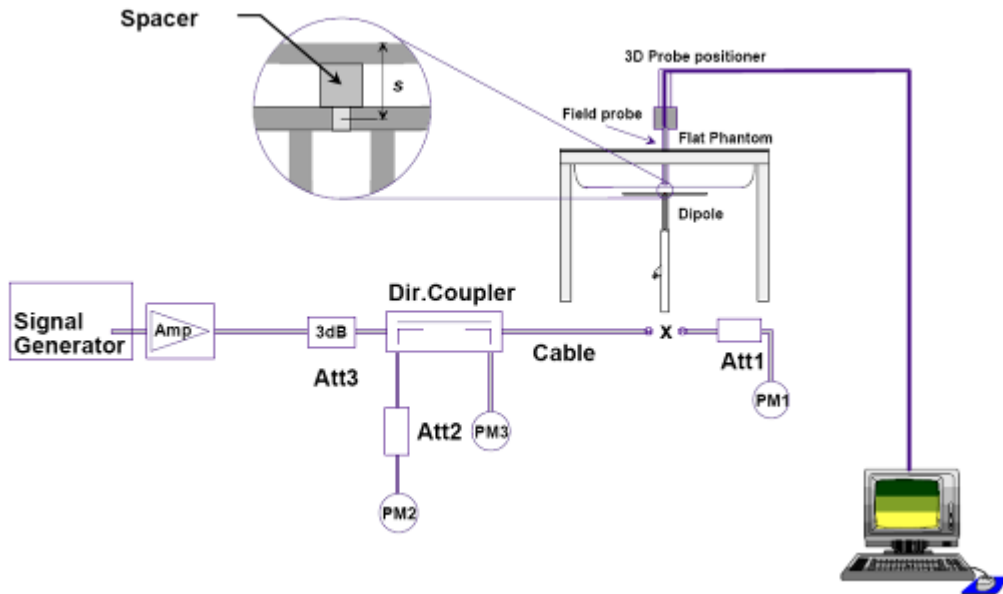 Spacer
s
3D Probe positioner
Field probe
Flat Phantom
Dipole
Signal
Generator
Amp
3dB
Att3
Dir.Coupler
Cable
x
Att1
PM1
Att2
PM3
PM2